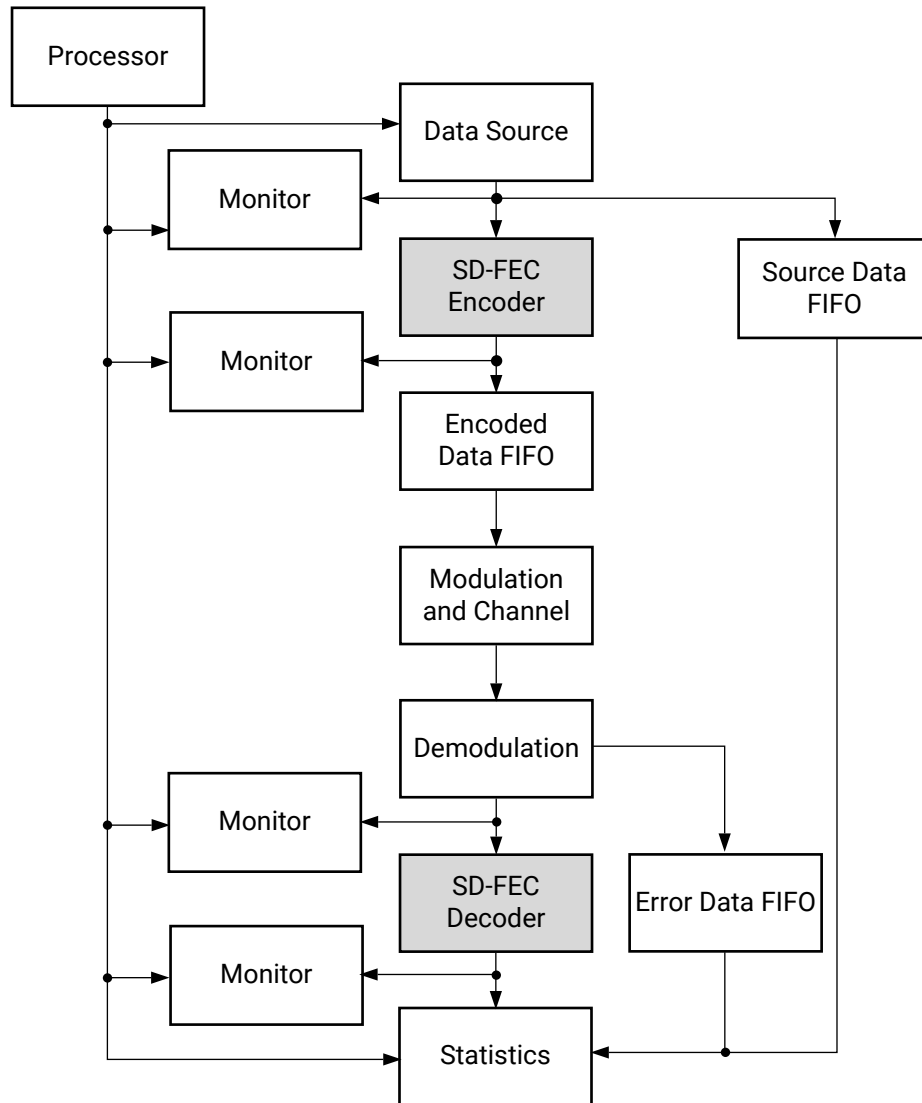 Processor
Data Source
Monitor
SD-FEC
Encoder
Source Data
FIFO
Monitor
Encoded
Data FIFO
Modulation
and Channel
Demodulation
Monitor
SD-FEC
Decoder
Error Data FIFO
Monitor
Statistics